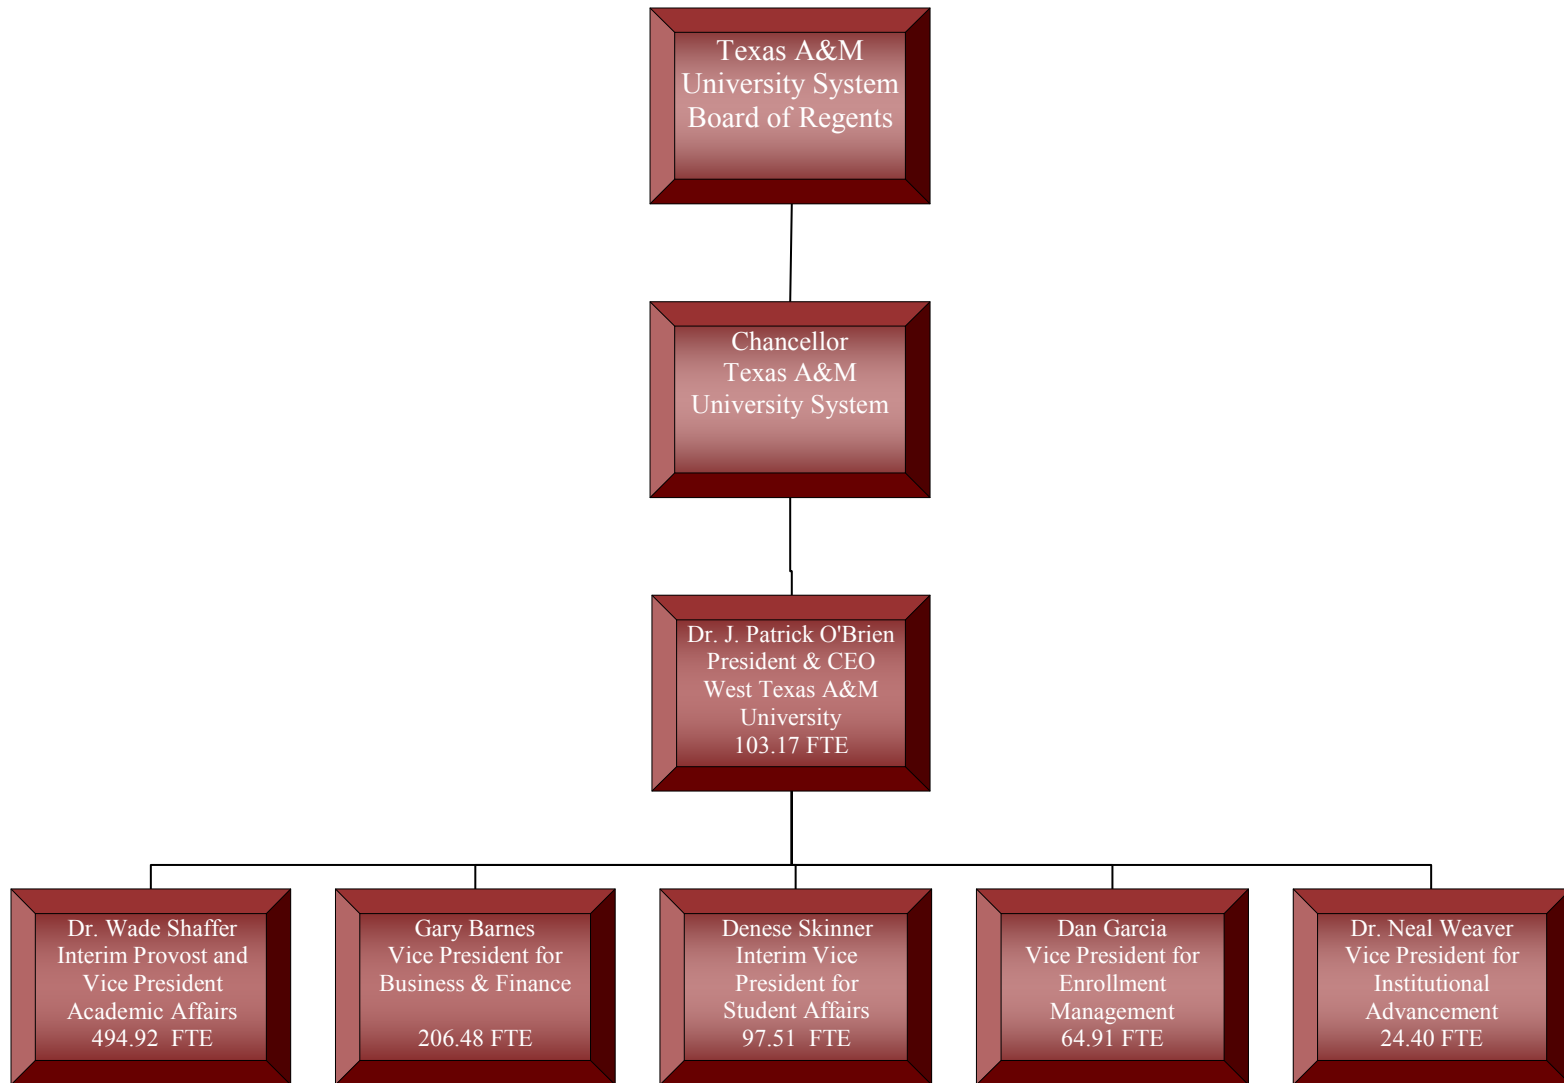 Texas A&M
University System
Board of Regents
Chancellor
Texas A&M
University System
Dr. J. Patrick O'Brien
President & CEO
West Texas A&M
University
103.17 FTE
Dr. Wade Shaffer
Interim Provost and
Vice President
Academic Affairs
494.92 FTE
Gary Barnes
Vice President for
Business & Finance
206.48 FTE
Denese Skinner
Interim Vice
President for
Student Affairs
97.51 FTE
Dan Garcia
Vice President for
Enrollment
Management
64.91 FTE
Dr. Neal Weaver
Vice President for
Institutional
Advancement
24.40 FTE